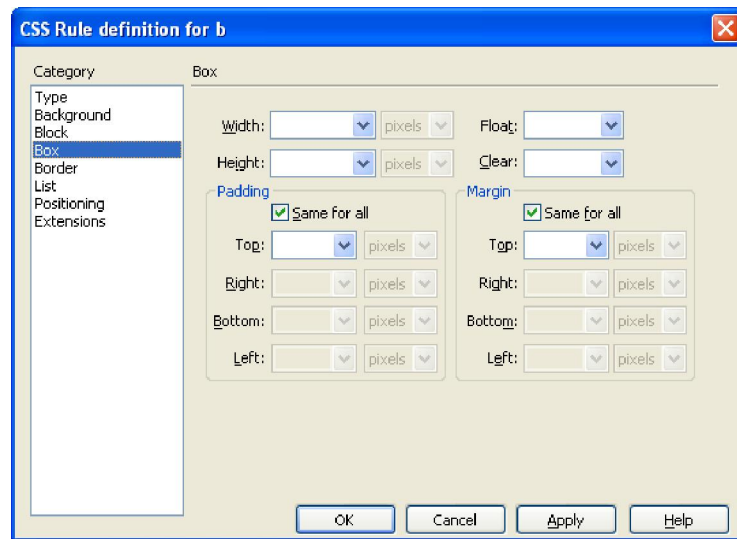 CSS Rule definition for b
Category
Type
Background
Block
Box
Border
List
Positioning
Extensions
Box
Width: pixels Float:
Height: pixels Clear:
Padding
Same for all
Top: pixels
Right: pixels
Bottom: pixels
Left: pixels
Margin
Same for all
Top: pixels
Right: pixels
Bottom: pixels
Left: pixels
OK Cancel Apply Help